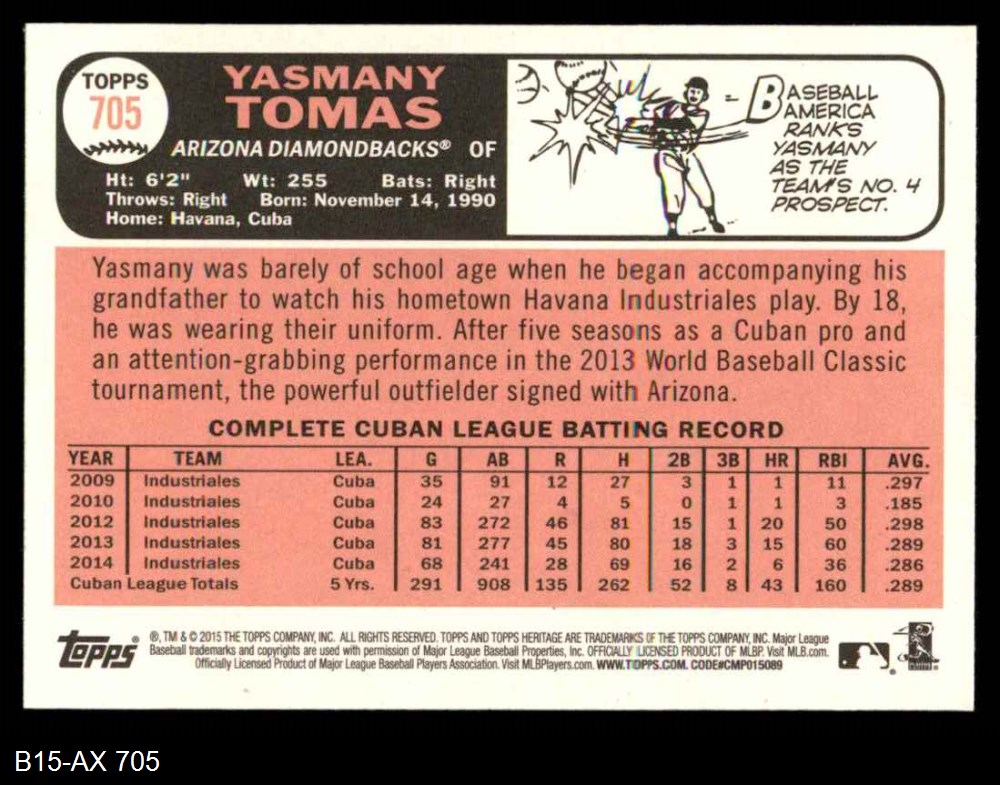 TOPPS
705
YASMANY
TOMAS
ARIZONA DIAMONDBACKS® OF
Ht: 6'2" Wt: 255 Bats: Right
Throws: Right Born: November 14, 1990
Home: Havana, Cuba
BASEBALL
AMERICA
RANK'S
YASMANY
AS THE
TEAM'S NO. 4
PROSPECT.
Yasmany was barely of school age when he began accompanying his
grandfather to watch his hometown Havana Industriales play. By 18,
he was wearing their uniform. After five seasons as a Cuban pro and
an attention-grabbing performance in the 2013 World Baseball Classic
tournament, the powerful outfielder signed with Arizona.
COMPLETE CUBAN LEAGUE BATTING RECORD
YEAR TEAM LEA. G AB R H 2B 3B HR RBI AVG.
2009 Industriales Cuba 35 91 12 27 3 1 1 11 .297
2010 Industriales Cuba 24 27 4 5 0 1 1 3 .185
2012 Industriales Cuba 83 272 46 81 15 1 20 50 .298
2013 Industriales Cuba 81 277 45 80 18 3 15 60 .289
2014 Industriales Cuba 68 241 28 69 16 2 6 36 .286
Cuban League Totals 5 Yrs. 291 908 135 262 52 8 43 160 .289
Topps®
®, TM & © 2015 THE TOPPS COMPANY, INC. ALL RIGHTS RESERVED. TOPPS AND TOPPS HERITAGE ARE TRADEMARKS OF THE TOPPS COMPANY, INC. Major League
Baseball trademarks and copyrights are used with permission of Major League Baseball Properties, Inc. OFFICIALLY LICENSED PRODUCT OF MLBP. Visit MLB.com.
Officially Licensed Product of Major League Baseball Players Association. Visit MLBPlayers.com. WWW.TOPPS.COM. CODE#CMP015089
B15-AX 705